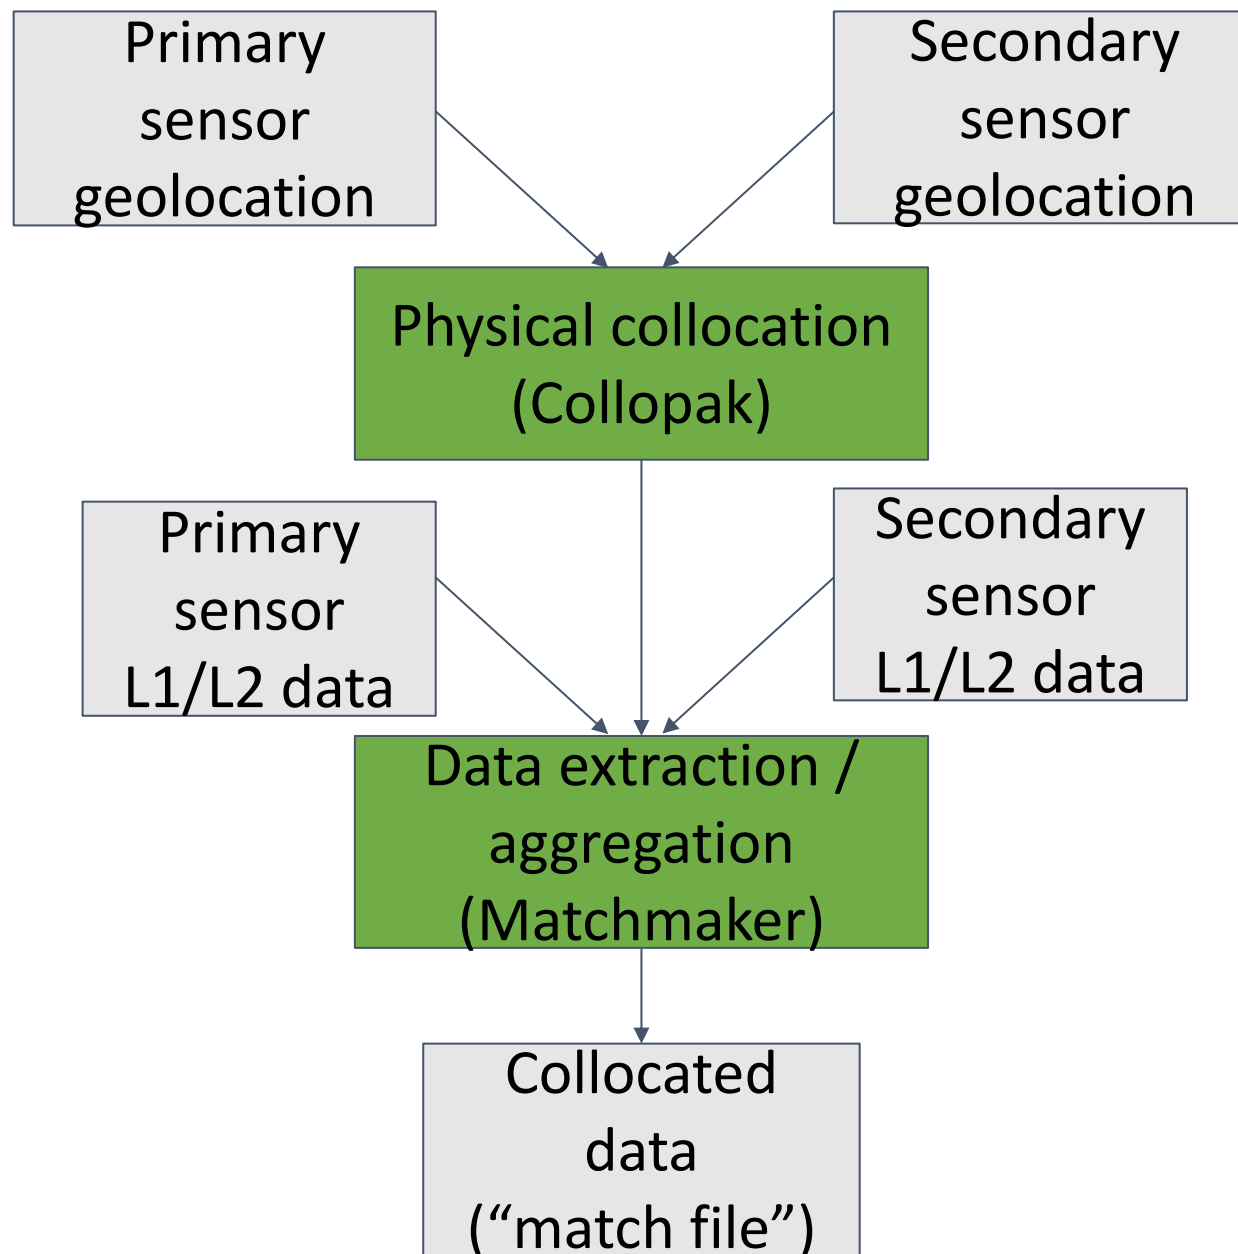 Primary
sensor
geolocation
Secondary
sensor
geolocation
Physical collocation
(Collopak)
Primary
sensor
L1/L2 data
Secondary
sensor
L1/L2 data
Data extraction /
aggregation
(Matchmaker)
Collocated
data
(“match file”)